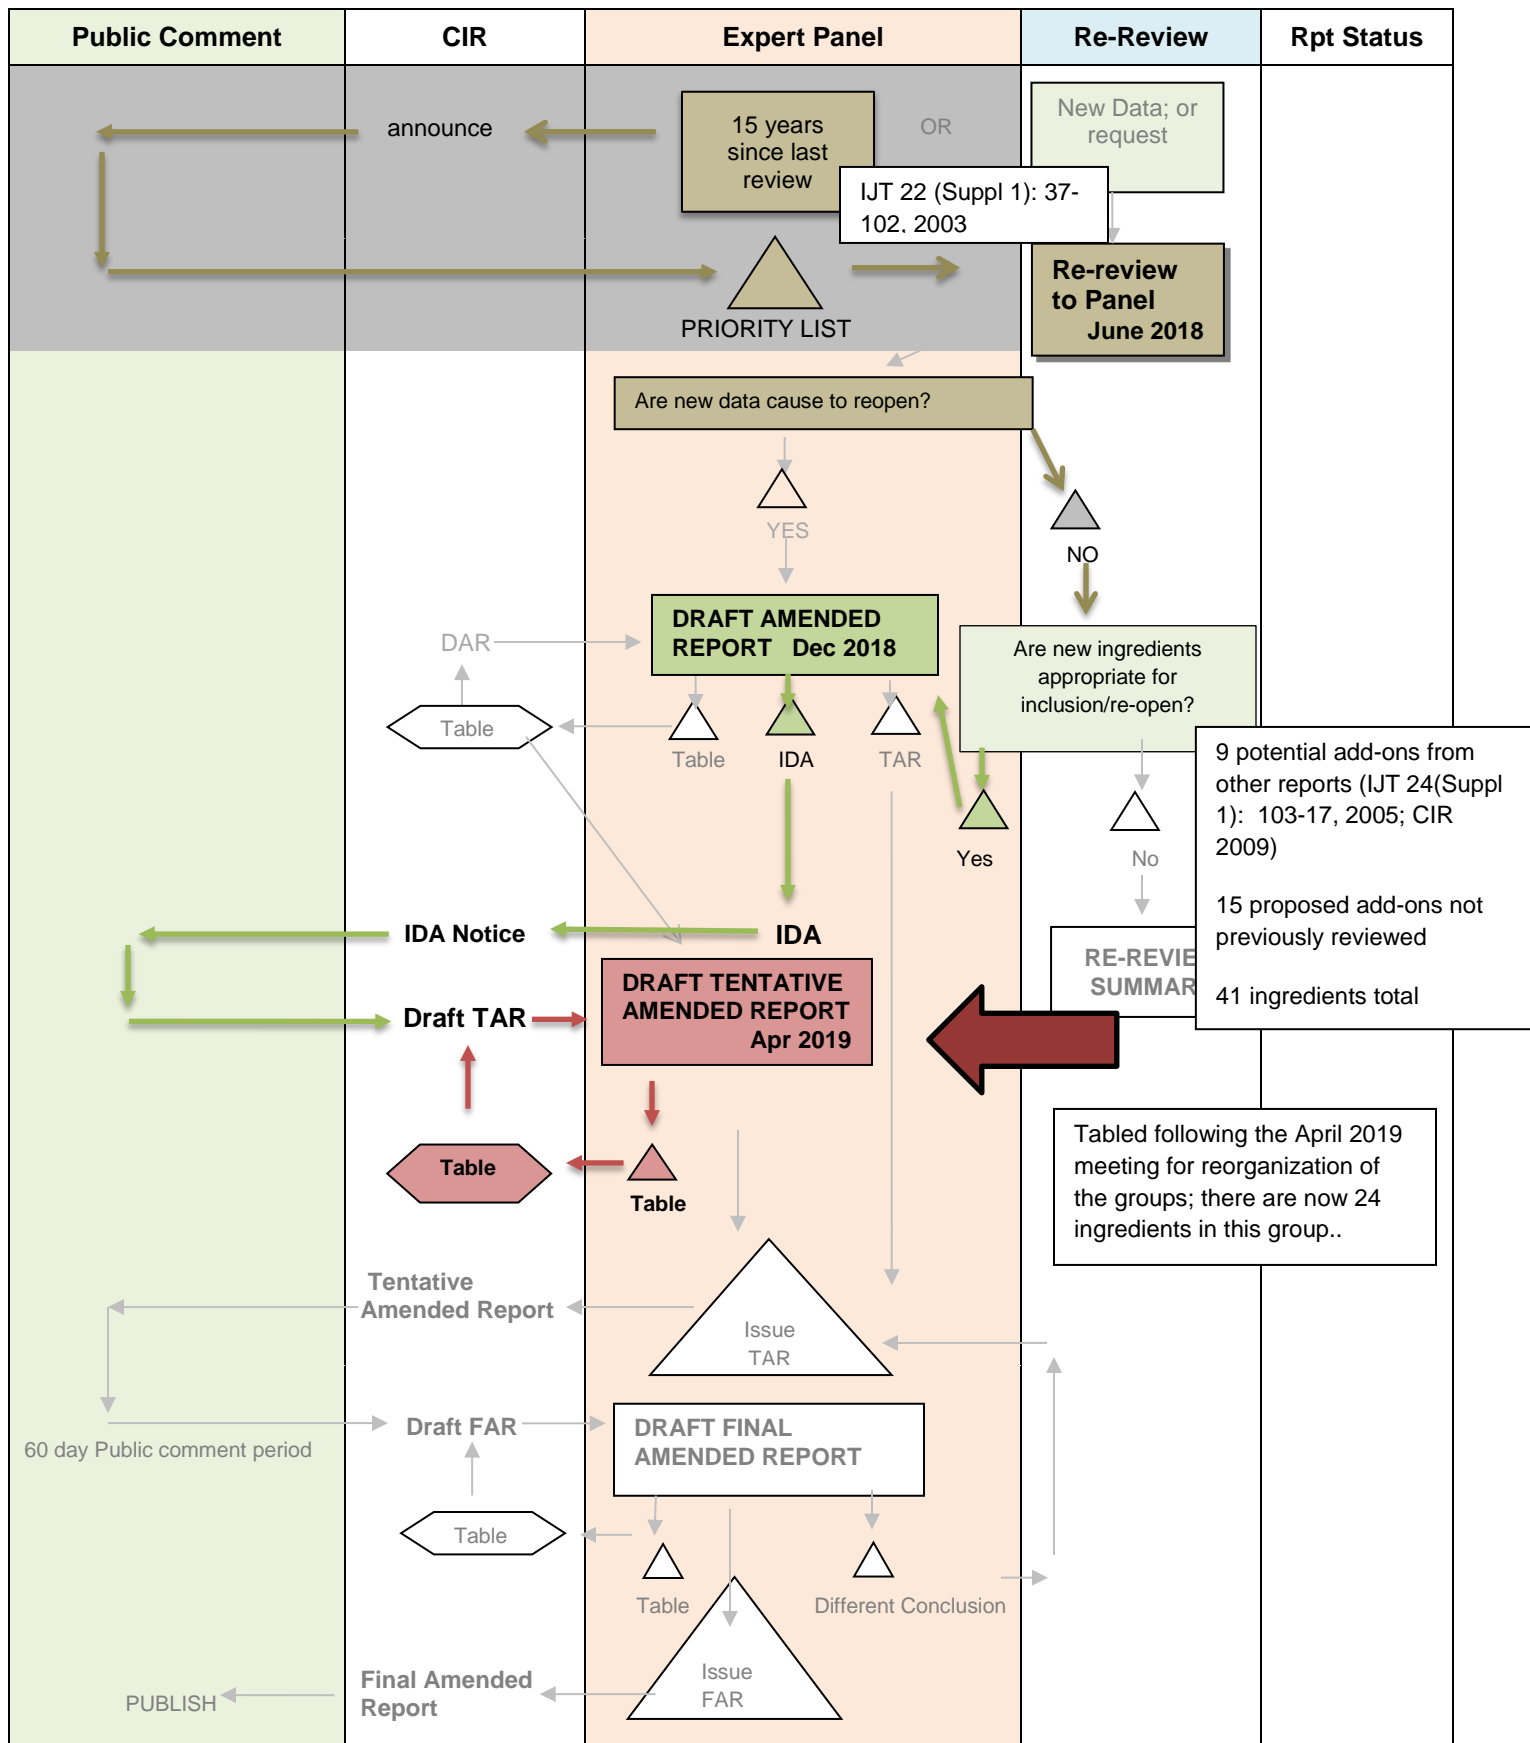 Public Comment
CIR
Expert Panel
Re-Review
Rpt Status
announce
15 years
since last
review
OR
New Data; or
request
IJT 22 (Suppl 1): 37-
102, 2003
PRIORITY LIST
Re-review
to Panel
June 2018
Are new data cause to reopen?
YES
NO
DAR
DRAFT AMENDED
REPORT Dec 2018
Are new ingredients
appropriate for
inclusion/re-open?
Table
Table
IDA
TAR
Yes
No
9 potential add-ons from
other reports (IJT 24(Suppl
1): 103-17, 2005; CIR
2009)
15 proposed add-ons not
previously reviewed
41 ingredients total
IDA Notice
IDA
RE-REVIE
SUMMAR
Draft TAR
DRAFT TENTATIVE
AMENDED REPORT
Apr 2019
Table
Table
Tabled following the April 2019
meeting for reorganization of
the groups; there are now 24
ingredients in this group..
Tentative
Amended Report
Issue
TAR
60 day Public comment period
Draft FAR
DRAFT FINAL
AMENDED REPORT
Table
Table
Different Conclusion
PUBLISH
Final Amended
Report
Issue
FAR